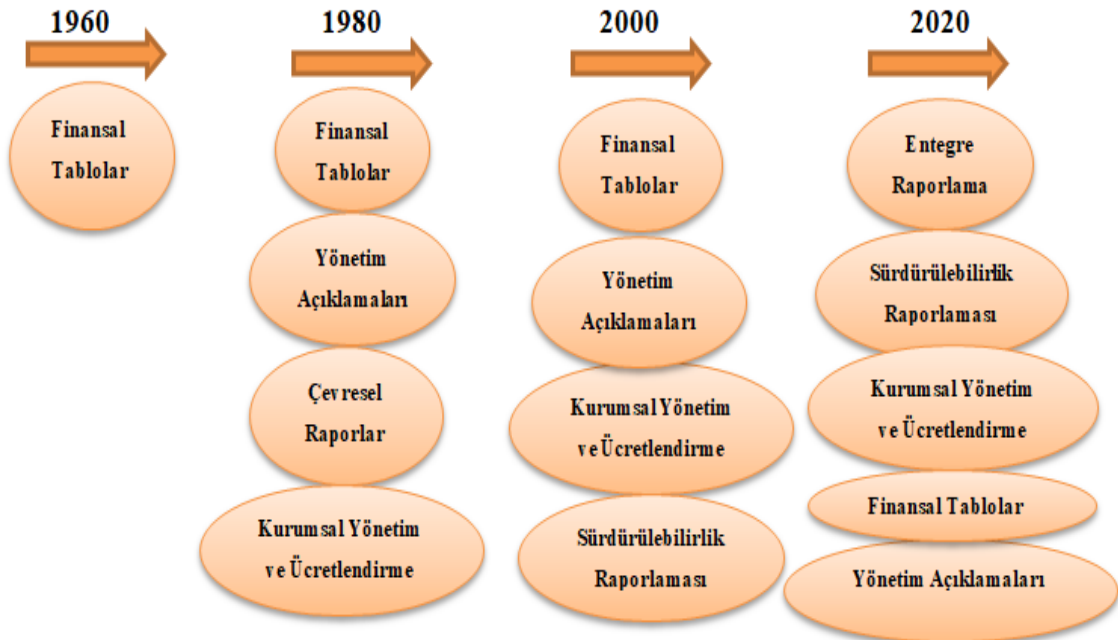 1960
Finansal
Tablolar
1980
Finansal
Tablolar
Yönetim
Açıklamaları
Çevresel
Raporlar
Kurumsal Yönetim
ve Ücretlendirme
2000
Finansal
Tablolar
Yönetim
Açıklamaları
Kurumsal Yönetim
ve Ücretlendirme
Sürdürülebilirlik
Raporlaması
2020
Entegre
Raporlama
Sürdürülebilirlik
Raporlaması
Kurumsal Yönetim
ve Ücretlendirme
Finansal Tablolar
Yönetim Açıklamaları